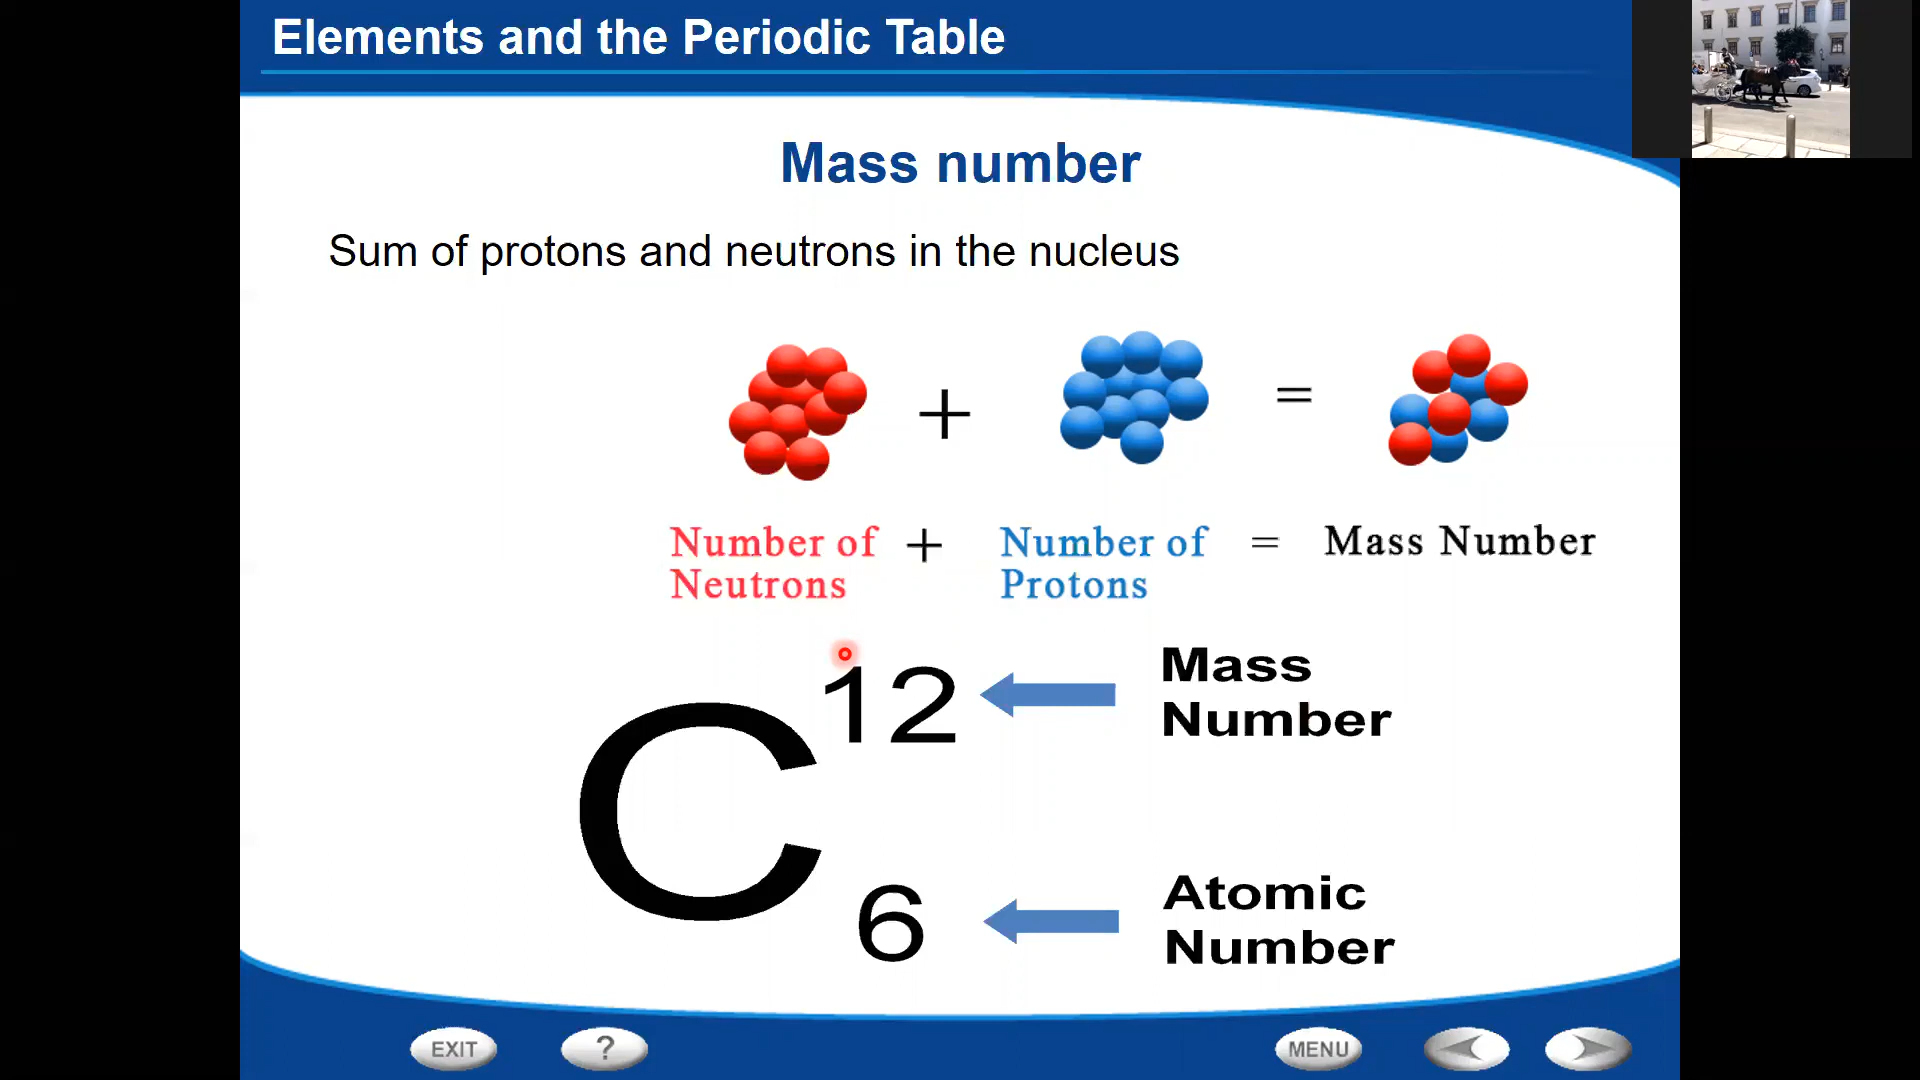 Elements and the Periodic Table
Mass number
Sum of protons and neutrons in the nucleus
+ =
Number of + Number of = Mass Number
Neutrons Protons
C 12 Mass
Number
6 Atomic
Number
EXIT ? MENU